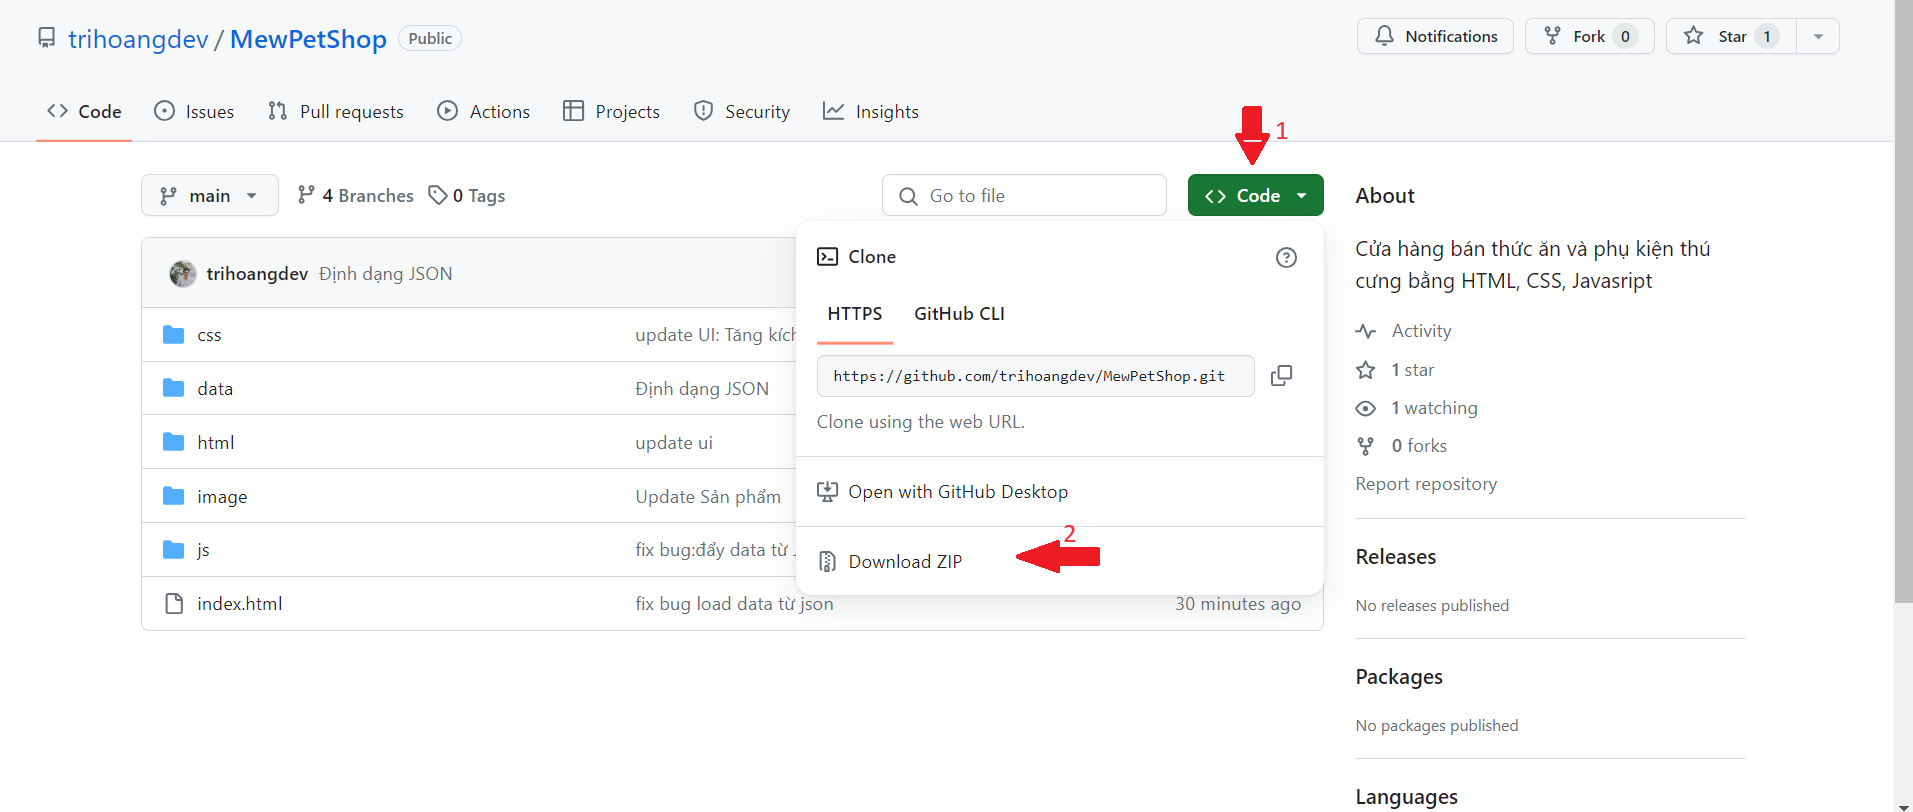 trihoangdev / MewPetShop Public
Notifications Fork 0 Star 1
Code Issues Pull requests Actions Projects Security Insights
1
main 4 Branches 0 Tags Go to file Code
trihoangdev Định dạng JSON
css update UI: Tăng
data Định dạng JSON
html update ui
image Update Sản phẩm
js fix bug:đẩy data từ
index.html fix bug load data từ json 30 minutes ago
Clone
HTTPS GitHub CLI
https://github.com/trihoangdev/MewPetShop.git
Clone using the web URL.
Open with GitHub Desktop
2
Download ZIP
About
Cửa hàng bán thức ăn và phụ kiện thú
cưng bằng HTML, CSS, Javasript
Activity
1 star
1 watching
0 forks
Report repository
Releases
No releases published
Packages
No packages published
Languages